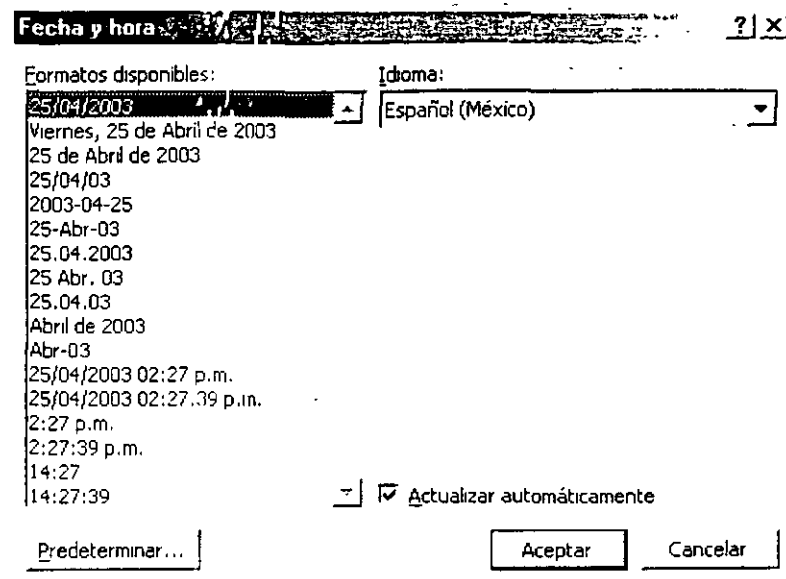 Fecha y hora
Formatos disponibles:
25/04/2003
Viernes, 25 de Abril de 2003
25 de Abril de 2003
25/04/03
2003-04-25
25-Abr-03
25.04.2003
25 Abr. 03
25.04.03
Abril de 2003
Abr-03
25/04/2003 02:27 p.m.
25/04/2003 02:27:39 p.m.
2:27 p.m.
2:27:39 p.m.
14:27
14:27:39
Idioma:
Español (México)
Actualizar automáticamente
Predeterminar...
Aceptar
Cancelar